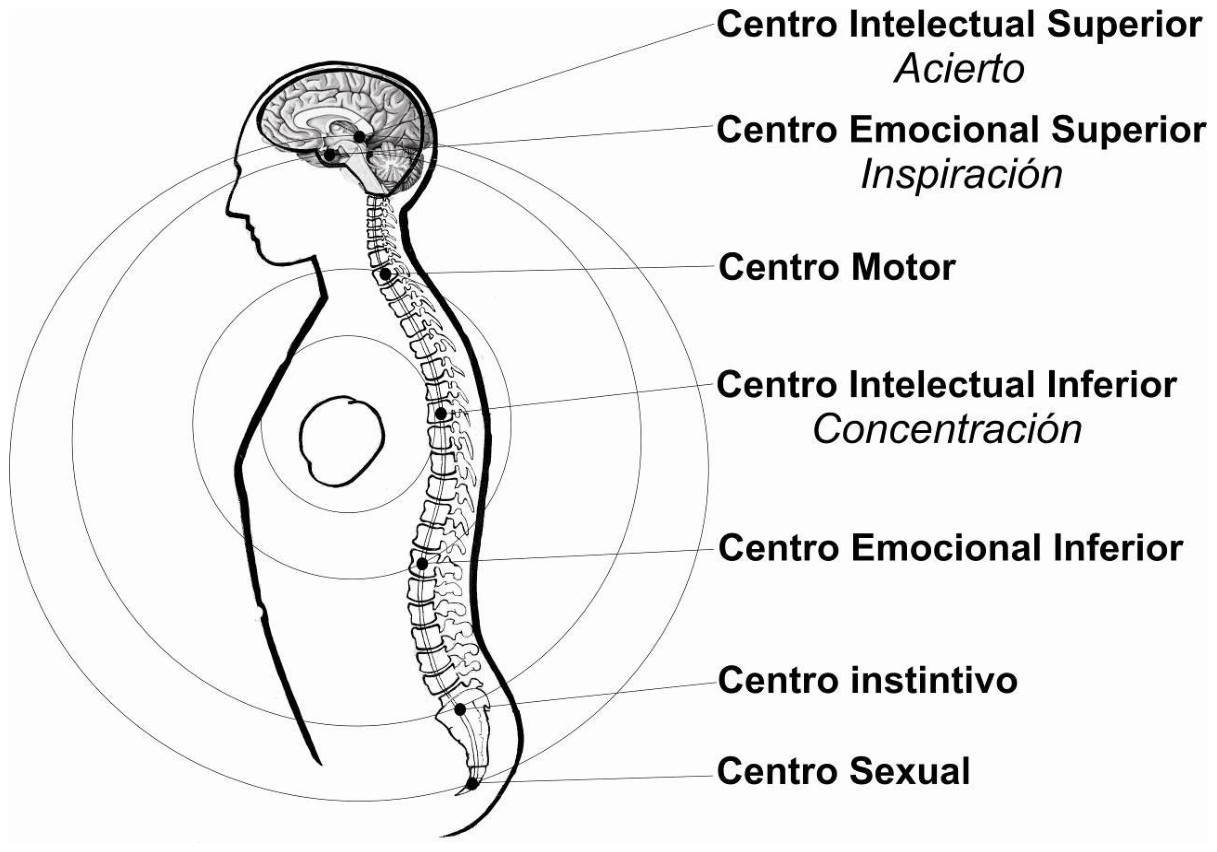 Centro Intelectual Superior
Acierto
Centro Emocional Superior
Inspiración
Centro Motor
Centro Intelectual Inferior
Concentración
Centro Emocional Inferior
Centro instintivo
Centro Sexual